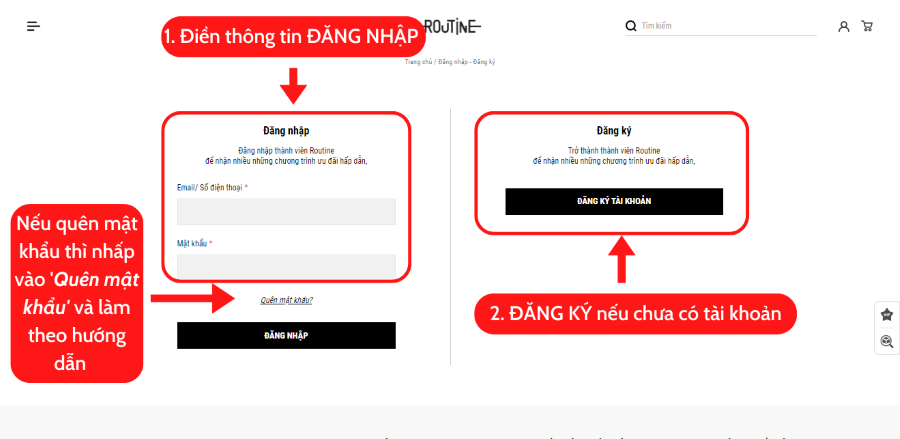 1. Điền thông tin ĐĂNG NHẬP
ROUTINE
Tìm kiếm
Trang chủ / Đăng nhập - Đăng ký
Đăng nhập
Đăng nhập thành viên Routine
để nhận nhiều những chương trình ưu đãi hấp dẫn,
Email/ Số điện thoại *
Mật khẩu *
Quên mật khẩu?
ĐĂNG NHẬP
Nếu quên mật
khẩu thì nhấp
vào 'Quên mật
khẩu' và làm
theo hướng
dẫn
Đăng ký
Trở thành thành viên Routine
để nhận nhiều những chương trình ưu đãi hấp dẫn,
ĐĂNG KÝ TÀI KHOẢN
2. ĐĂNG KÝ nếu chưa có tài khoản